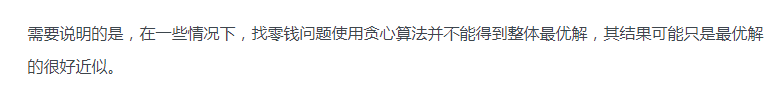 需要说明的是，在一些情况下，找零钱问题使用贪心算法并不能得到整体最优解，其结果可能只是最优解
的很好近似。